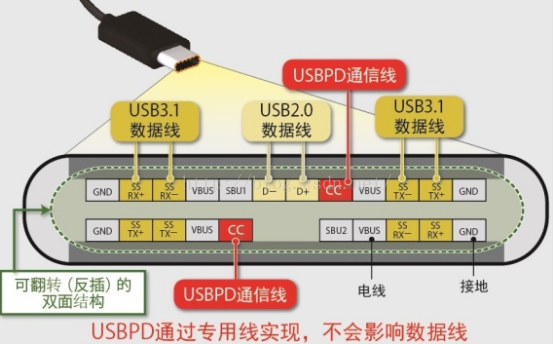 USBPD通信线
USB3.1
数据线
USB2.0
数据线
USB3.1
数据线
GND SS RX+ SS RX− VBUS SBU1 D− D+ CC VBUS SS TX− SS TX+ GND
GND SS TX+ SS TX− VBUS CC SBU2 VBUS SS RX− SS RX+ GND
可翻转（反插）的
双面结构
USBPD通信线
电线
接地
USBPD通过专用线实现，不会影响数据线